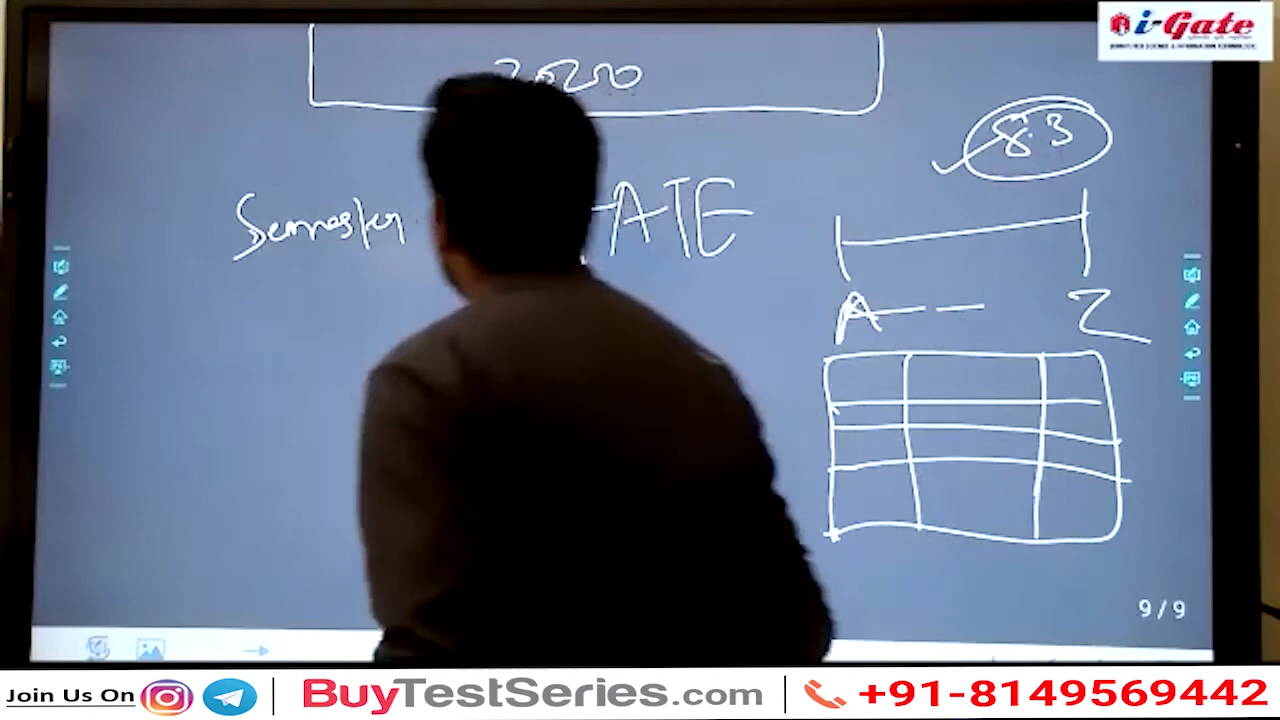 i-Gate
2020
8.3
Semester ATE
A - - Z
9 / 9
Join Us On BuyTestSeries.com +91-8149569442